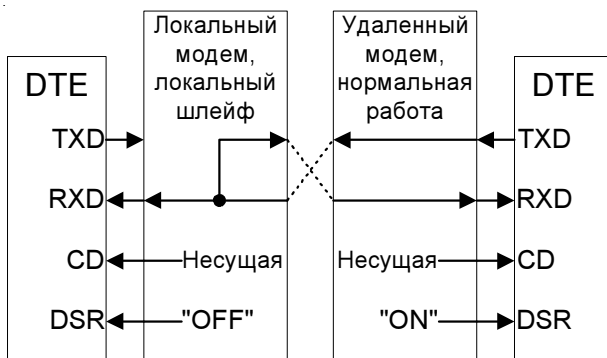 Локальный
модем,
локальный
шлейф
Удаленный
модем,
нормальная
работа
DTE
DTE
TXD
TXD
RXD
RXD
CD
Несущая
Несущая
CD
DSR
"OFF"
"ON"
DSR